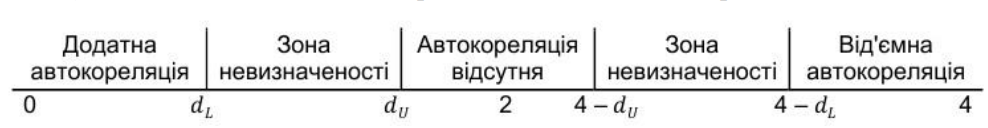 Додатна Зона Автокореляція Зона Від'ємна
автокореляція невизначеності відсутня невизначеності автокореляція
0 d_L d_U 2 4 – d_U 4 – d_L 4